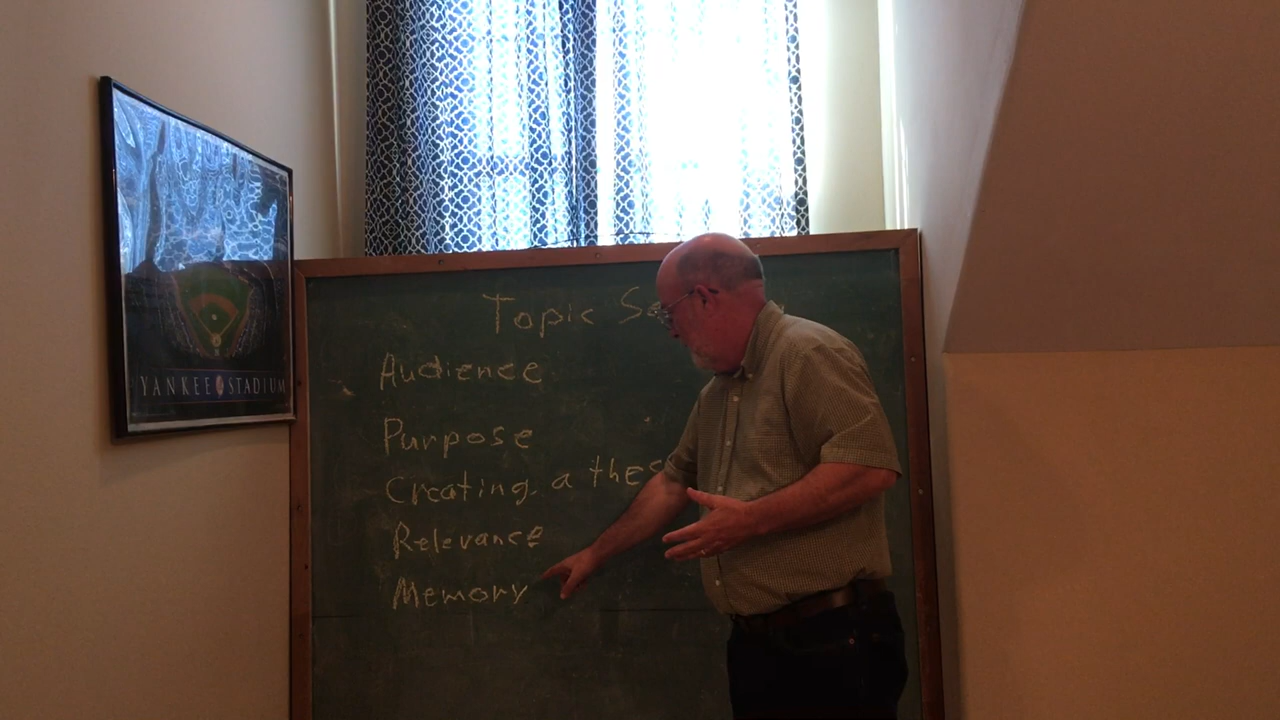 YANKEE STADIUM
Topic
Audience
Purpose
Creating a
Relevance
Memory